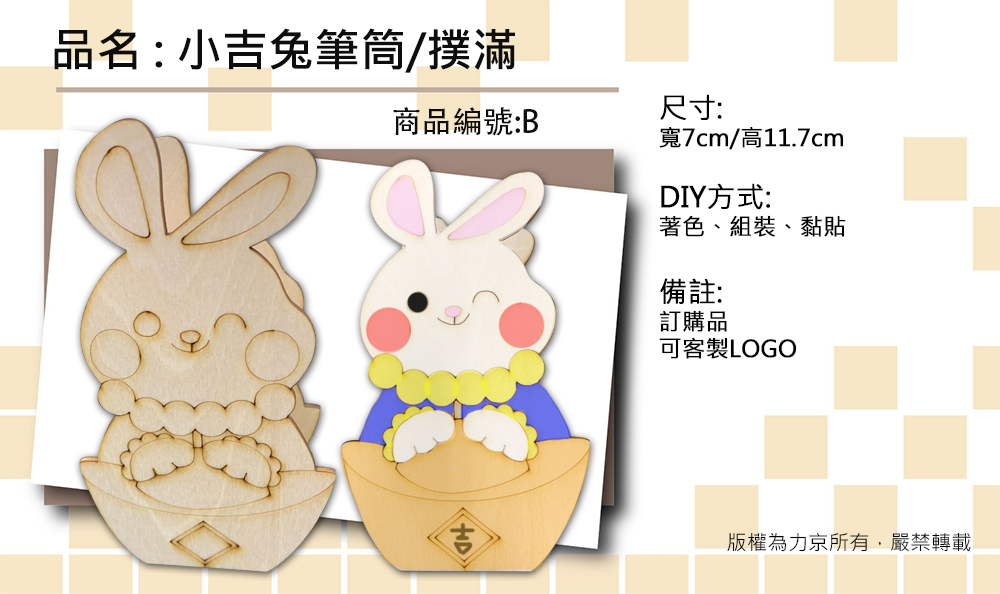 品名 : 小吉兔筆筒/撲滿
商品編號:B
尺寸:
寬7cm/高11.7cm
DIY方式:
著色、組裝、黏貼
備註:
訂購品
可客製LOGO
吉
版權為力京所有，嚴禁轉載